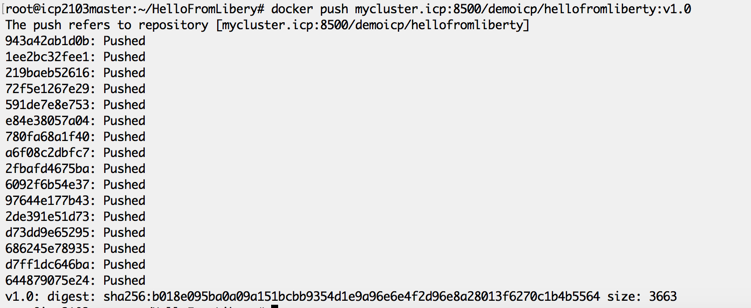 [root@icp2103master:~/HelloFromLibery# docker push mycluster.icp:8500/demoicp/hellofromliberty:v1.0
The push refers to repository [mycluster.icp:8500/demoicp/hellofromliberty]
943a42ab1d0b: Pushed
1ee2bc32fee1: Pushed
219baeb52616: Pushed
72f5e1267e29: Pushed
591de7e8e753: Pushed
e84e38057a04: Pushed
780fa68a1f40: Pushed
a6f08c2dbfc7: Pushed
2fbafd4675ba: Pushed
6092f6b54e37: Pushed
97644e177b43: Pushed
2de391e51d73: Pushed
d73dd9e65295: Pushed
686245e78935: Pushed
d7ff1dc646ba: Pushed
644879075e24: Pushed
v1.0: digest: sha256:b018e095ba0a09a151bcbb9354d1e9a96e6e4f2d96e8a28013f6270c1b4b5564 size: 3663